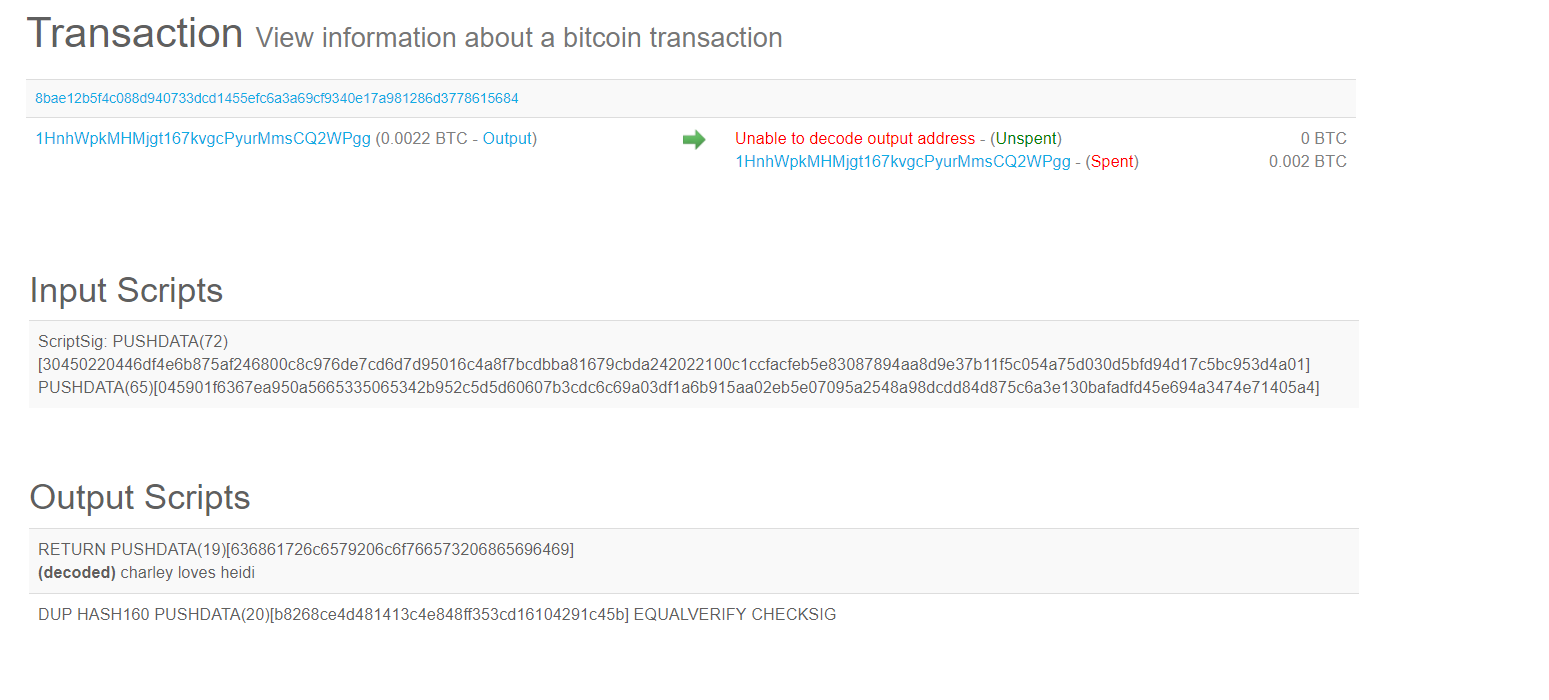 Transaction View information about a bitcoin transaction
8bae12b5f4c088d940733dcd1455efc6a3a69cf9340e17a981286d3778615684
1HnhWpkMHMjgt167kvgcPyurMmsCQ2WPgg (0.0022 BTC - Output)
Unable to decode output address - (Unspent) 0 BTC
1HnhWpkMHMjgt167kvgcPyurMmsCQ2WPgg - (Spent) 0.002 BTC
Input Scripts
ScriptSig: PUSHDATA(72)
[30450220446df4e6b875af246800c8c976de7cd6d7d95016c4a8f7bcdbba81679cbda242022100c1ccfacfeb5e83087894aa8d9e37b11f5c054a75d030d5bfd94d17c5bc953d4a01]
PUSHDATA(65)[045901f6367ea950a5665335065342b952c5d5d60607b3cdc6c69a03df1a6b915aa02eb5e07095a2548a98dcdd84d875c6a3e130bafadfd45e694a3474e71405a4]
Output Scripts
RETURN PUSHDATA(19)[636861726c6579206c6f766573206865696469]
(decoded) charley loves heidi
DUP HASH160 PUSHDATA(20)[b8268ce4d481413c4e848ff353cd16104291c45b] EQUALVERIFY CHECKSIG